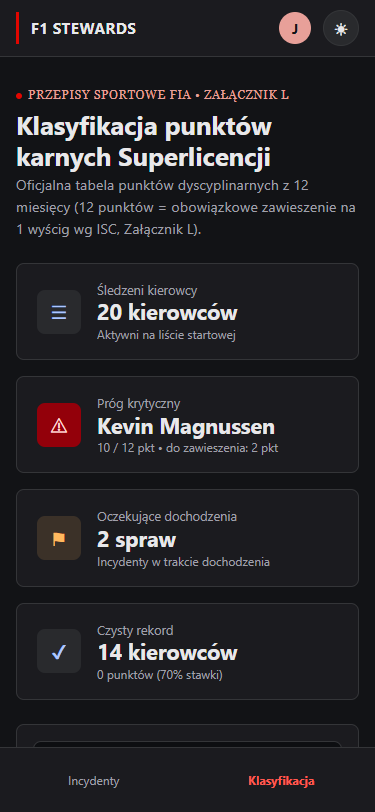 F1 STEWARDS
J
PRZEPISY SPORTOWE FIA • ZAŁĄCZNIK L
Klasyfikacja punktów
karnych Superlicencji
Oficjalna tabela punktów dyscyplinarnych z 12
miesięcy (12 punktów = obowiązkowe zawieszenie na
1 wyścig wg ISC, Załącznik L).
Śledzeni kierowcy
20 kierowców
Aktywni na liście startowej
Próg krytyczny
Kevin Magnussen
10 / 12 pkt • do zawieszenia: 2 pkt
Oczekujące dochodzenia
2 spraw
Incydenty w trakcie dochodzenia
Czysty rekord
14 kierowców
0 punktów (70% stawki)
Incydenty
Klasyfikacja